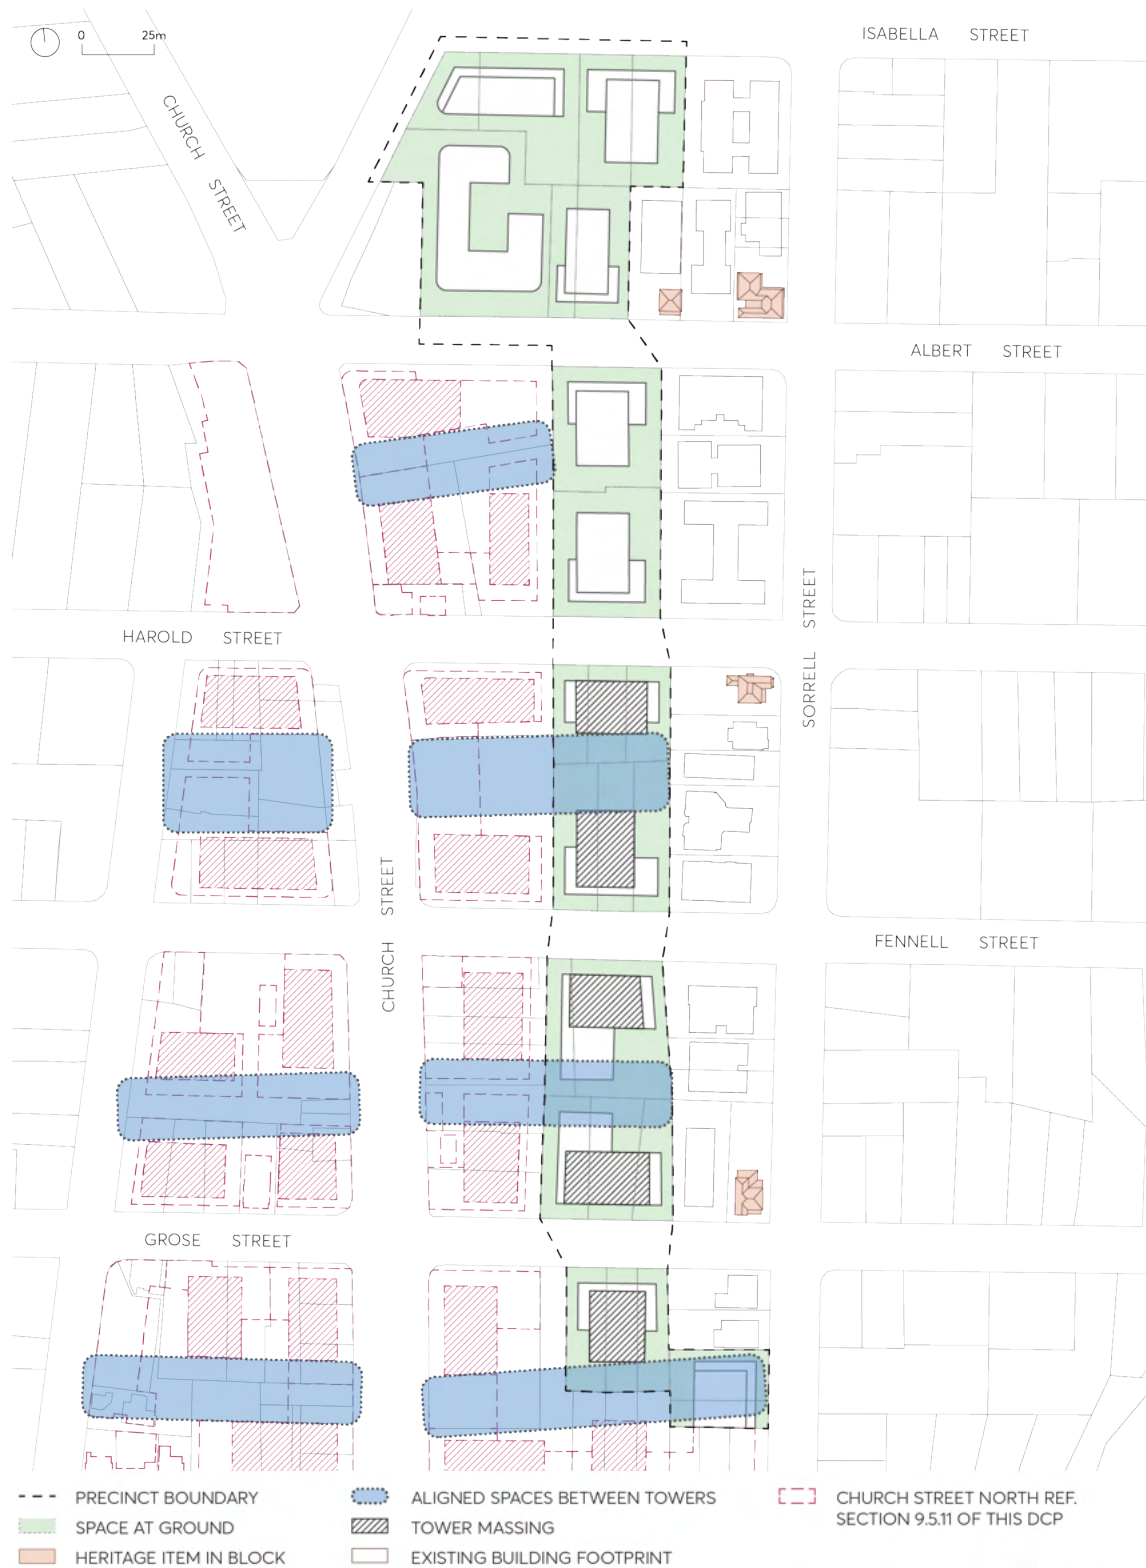 0 25m
ISABELLA STREET
CHURCH STREET
ALBERT STREET
HAROLD STREET
SORRELL STREET
CHURCH STREET
FENNELL STREET
GROSE STREET
PRECINCT BOUNDARY
SPACE AT GROUND
HERITAGE ITEM IN BLOCK
ALIGNED SPACES BETWEEN TOWERS
TOWER MASSING
EXISTING BUILDING FOOTPRINT
CHURCH STREET NORTH REF.
SECTION 9.5.11 OF THIS DCP